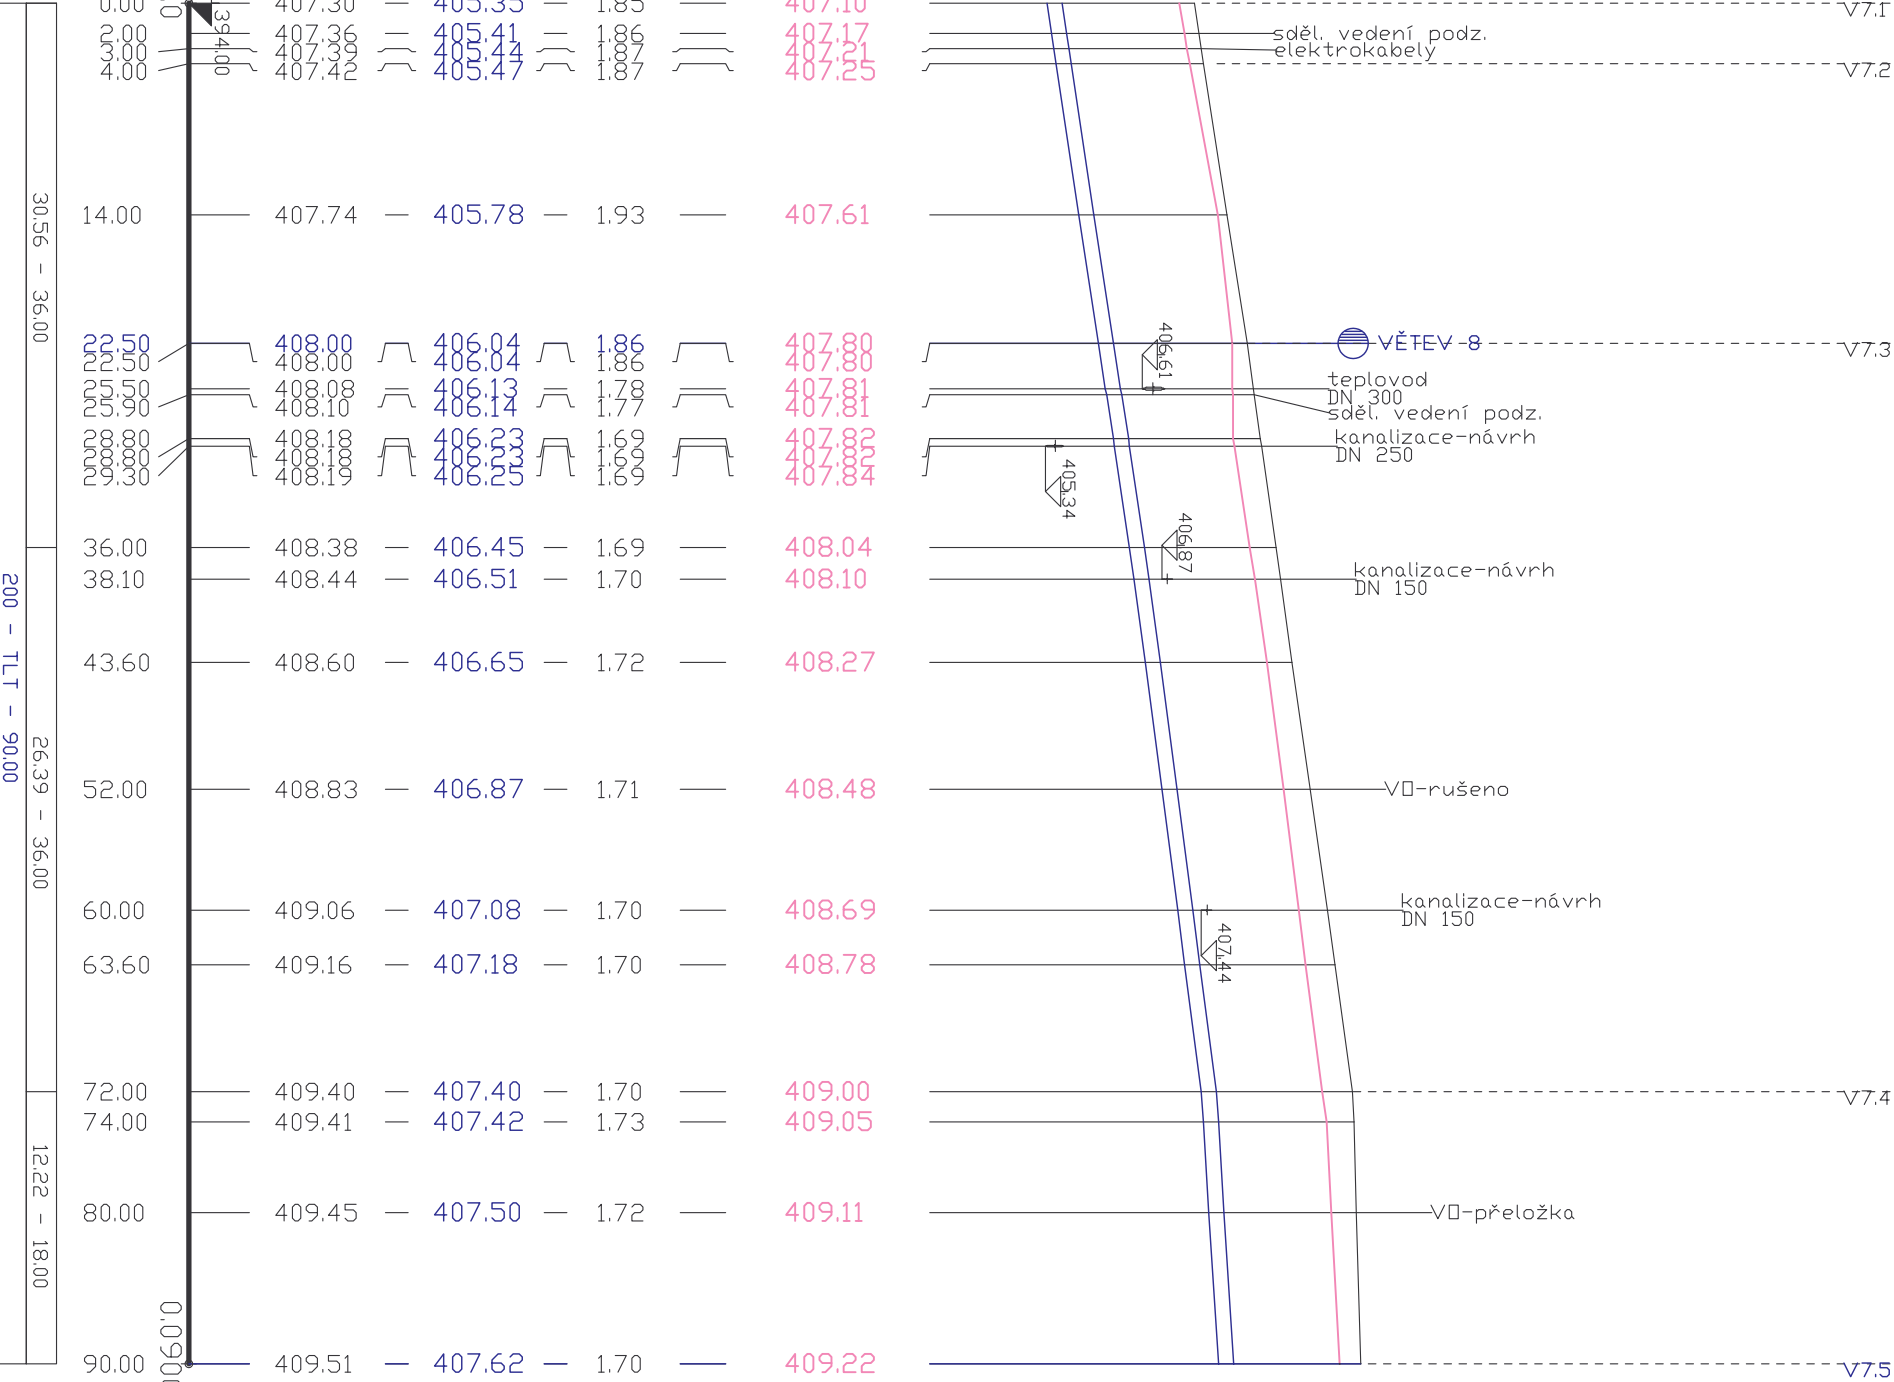 0.00 407.30 405.35 1.85 407.10 V7.1
2.00 407.36 405.41 1.86 407.17 sděl. vedení podz.
3.00 407.39 405.44 1.87 407.21 elektrokabely
4.00 407.42 405.47 1.87 407.25 V7.2
394.00
14.00 407.74 405.78 1.93 407.61
30.56 - 36.00
22.50 408.00 406.04 1.86 407.80 VĚTEV 8 V7.3
22.50 408.00 406.04 1.86 407.80
406.61
25.50 408.08 406.13 1.78 407.81 teplovod
DN 300
25.90 408.10 406.14 1.77 407.81 sděl. vedení podz.
28.80 408.18 406.23 1.69 407.82 kanalizace-návrh
DN 250
28.80 408.18 406.23 1.69 407.82
29.30 408.19 406.25 1.69 407.84
405.34
36.00 408.38 406.45 1.69 408.04
406.87
38.10 408.44 406.51 1.70 408.10 kanalizace-návrh
DN 150
43.60 408.60 406.65 1.72 408.27
200 - TLT - 90.00
26.39 - 36.00
52.00 408.83 406.87 1.71 408.48 VO-rušeno
60.00 409.06 407.08 1.70 408.69 kanalizace-návrh
DN 150
407.44
63.60 409.16 407.18 1.70 408.78
72.00 409.40 407.40 1.70 409.00 V7.4
74.00 409.41 407.42 1.73 409.05
12.22 - 18.00
80.00 409.45 407.50 1.72 409.11 VO-přeložka
90.00 409.51 407.62 1.70 409.22 V7.5